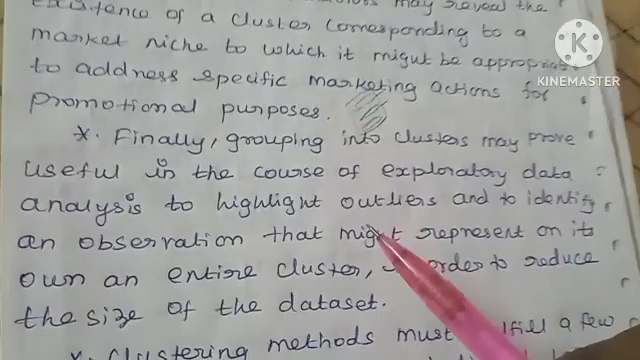 may reveal the
existence of a cluster corresponding to a
market niche to which it might be
to address specific marketing actions for
promotional purposes.
KINEMASTER
*. Finally, grouping into clusters may prove
useful in the course of exploratory data
analysis to highlight outliers and to identify
an observation that might represent on its
own an entire cluster, order to reduce
the size of the dataset.
*. Clustering methods must a few